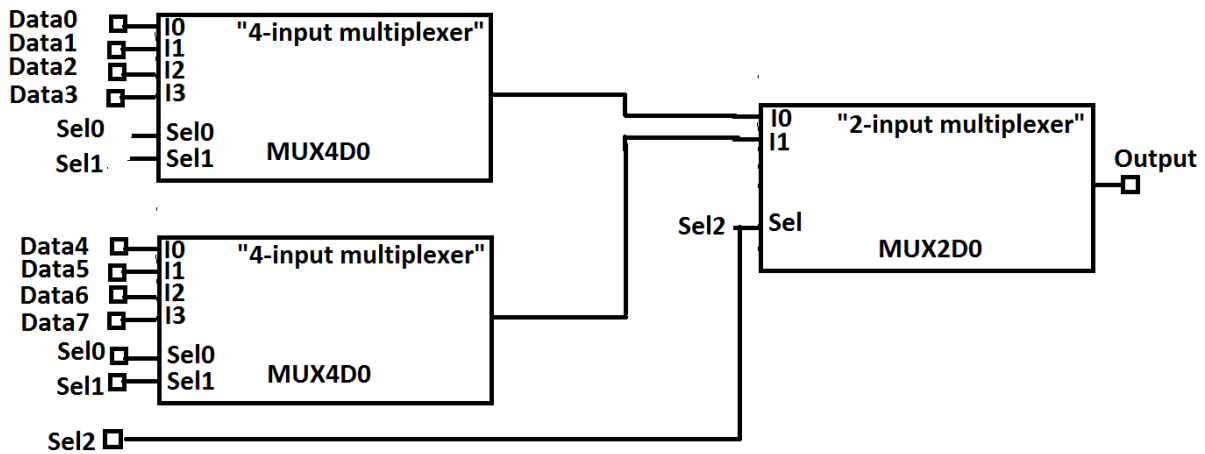 Data0 I0 "4-input multiplexer"
Data1 I1
Data2 I2
Data3 I3
Sel0 Sel0
Sel1 Sel1 MUX4D0
I0 "2-input multiplexer"
I1
Output
Sel2 Sel
MUX2D0
Data4 I0 "4-input multiplexer"
Data5 I1
Data6 I2
Data7 I3
Sel0 Sel0
Sel1 Sel1 MUX4D0
Sel2